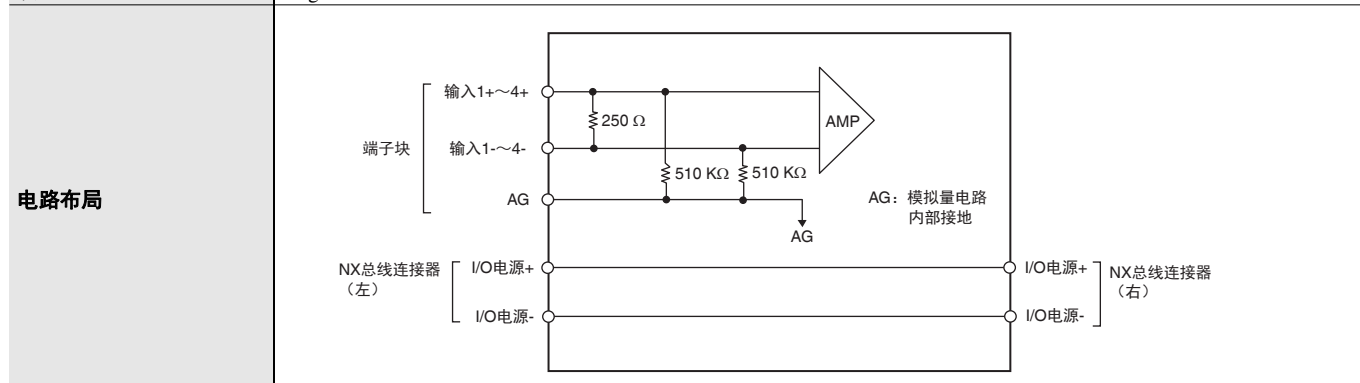 电路布局
端子块
输入1+～4+
输入1-～4-
AG
250 Ω
510 KΩ
510 KΩ
AMP
AG
AG：模拟量电路
内部接地
NX总线连接器
（左）
I/O电源+
I/O电源-
I/O电源+
I/O电源-
NX总线连接器
（右）